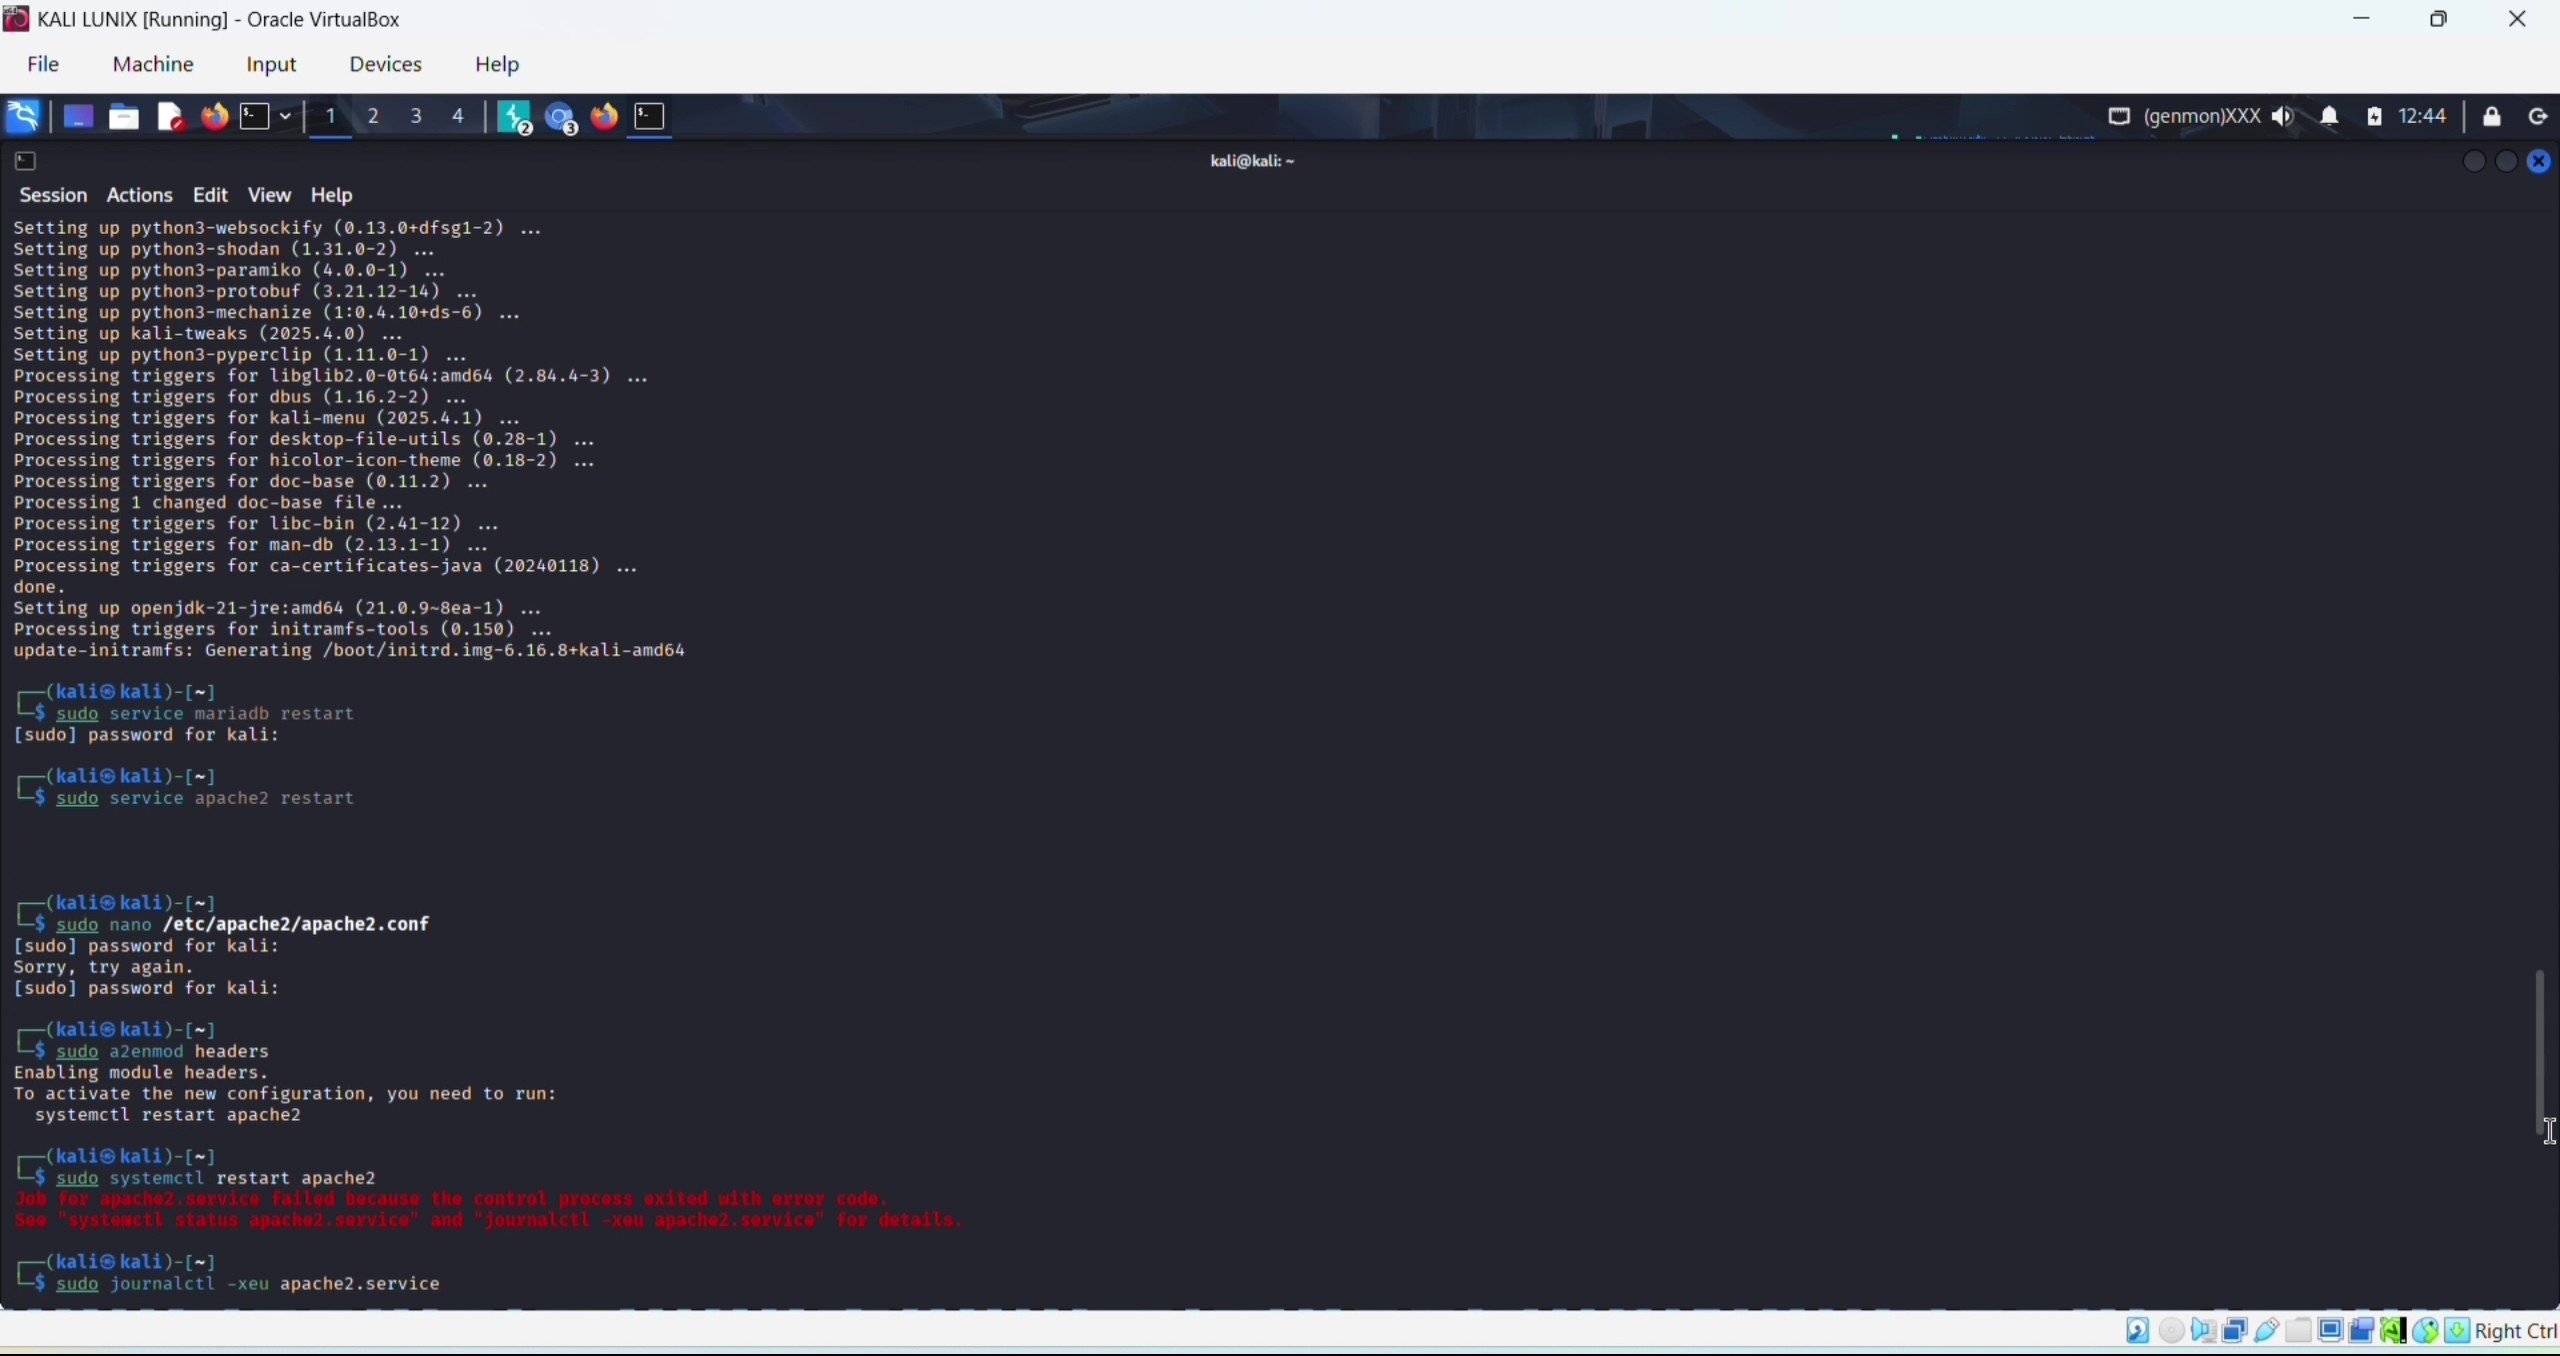 KALI LUNIX [Running] - Oracle VirtualBox
File Machine Input Devices Help
1 2 3 4 2 3 (genmon)XXX 12:44
kali@kali: ~
Session Actions Edit View Help
Setting up python3-websockify (0.13.0+dfsg1-2) ...
Setting up python3-shodan (1.31.0-2) ...
Setting up python3-paramiko (4.0.0-1) ...
Setting up python3-protobuf (3.21.12-14) ...
Setting up python3-mechanize (1:0.4.10+ds-6) ...
Setting up kali-tweaks (2025.4.0) ...
Setting up python3-pyperclip (1.11.0-1) ...
Processing triggers for libglib2.0-0t64:amd64 (2.84.4-3) ...
Processing triggers for dbus (1.16.2-2) ...
Processing triggers for kali-menu (2025.4.1) ...
Processing triggers for desktop-file-utils (0.28-1) ...
Processing triggers for hicolor-icon-theme (0.18-2) ...
Processing triggers for doc-base (0.11.2) ...
Processing 1 changed doc-base file...
Processing triggers for libc-bin (2.41-12) ...
Processing triggers for man-db (2.13.1-1) ...
Processing triggers for ca-certificates-java (20240118) ...
done.
Setting up openjdk-21-jre:amd64 (21.0.9~8ea-1) ...
Processing triggers for initramfs-tools (0.150) ...
update-initramfs: Generating /boot/initrd.img-6.16.8+kali-amd64
┌──(kali㉿kali)-[~]
└─$ sudo service mariadb restart
[sudo] password for kali:
┌──(kali㉿kali)-[~]
└─$ sudo service apache2 restart
┌──(kali㉿kali)-[~]
└─$ sudo nano /etc/apache2/apache2.conf
[sudo] password for kali:
Sorry, try again.
[sudo] password for kali:
┌──(kali㉿kali)-[~]
└─$ sudo a2enmod headers
Enabling module headers.
To activate the new configuration, you need to run:
systemctl restart apache2
┌──(kali㉿kali)-[~]
└─$ sudo systemctl restart apache2
Job for apache2.service failed because the control process exited with error code.
See "systemctl status apache2.service" and "journalctl -xeu apache2.service" for details.
┌──(kali㉿kali)-[~]
└─$ sudo journalctl -xeu apache2.service
Right Ctrl